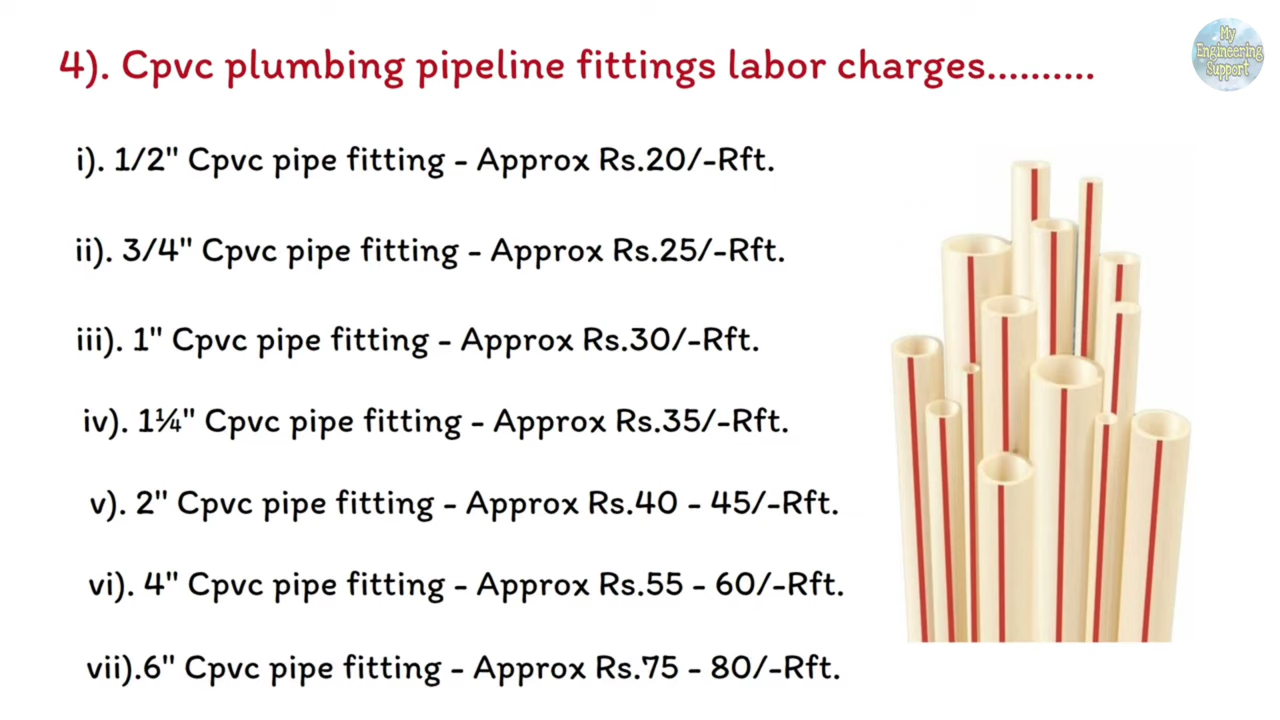 My
Engineering
Support
4). Cpvc plumbing pipeline fittings labor charges..........
i). 1/2" Cpvc pipe fitting - Approx Rs.20/-Rft.
ii). 3/4" Cpvc pipe fitting - Approx Rs.25/-Rft.
iii). 1" Cpvc pipe fitting - Approx Rs.30/-Rft.
iv). 1¼" Cpvc pipe fitting - Approx Rs.35/-Rft.
v). 2" Cpvc pipe fitting - Approx Rs.40 - 45/-Rft.
vi). 4" Cpvc pipe fitting - Approx Rs.55 - 60/-Rft.
vii).6" Cpvc pipe fitting - Approx Rs.75 - 80/-Rft.